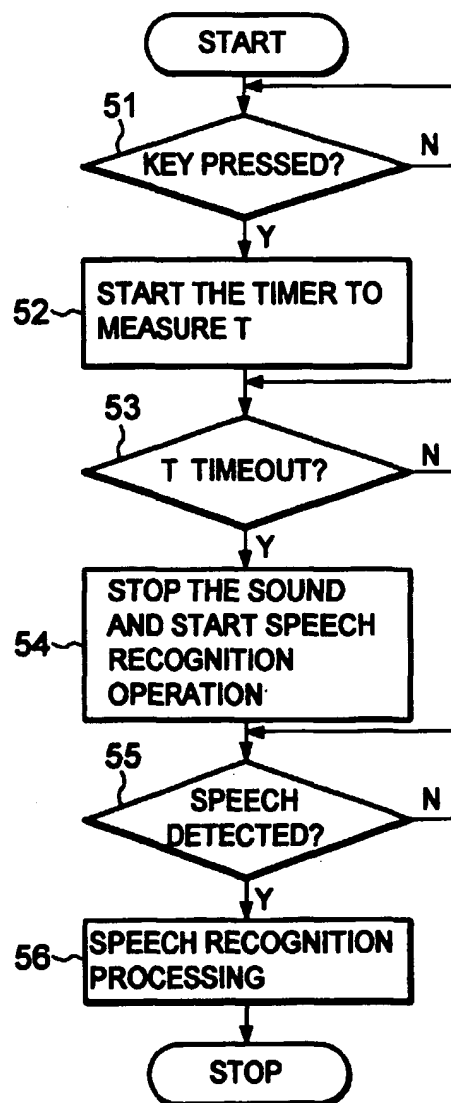 START
51
KEY PRESSED?
N
Y
52
START THE TIMER TO
MEASURE T
53
T TIMEOUT?
N
Y
54
STOP THE SOUND
AND START SPEECH
RECOGNITION
OPERATION
55
SPEECH
DETECTED?
N
Y
56
SPEECH RECOGNITION
PROCESSING
STOP